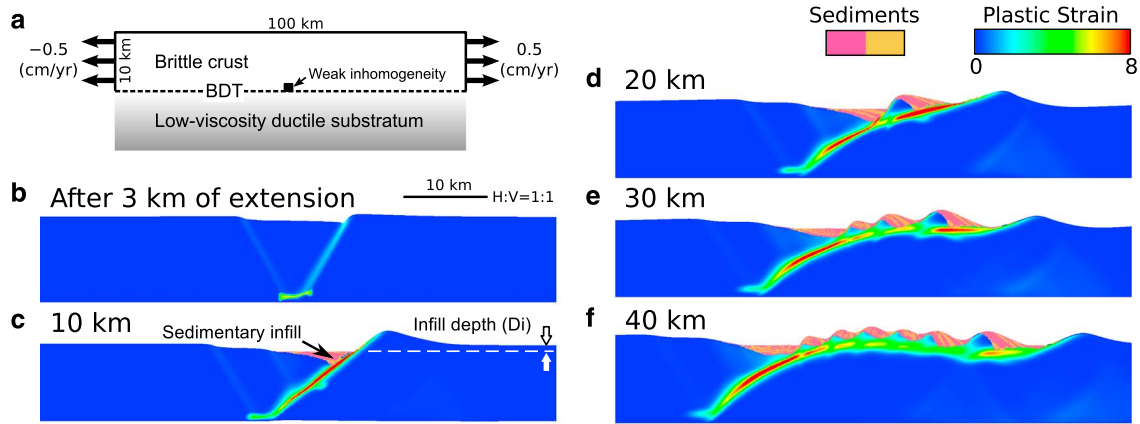 a
100 km
−0.5
(cm/yr)
10 km
Brittle crust
Weak inhomogeneity
BDT
Low-viscosity ductile substratum
0.5
(cm/yr)
b
After 3 km of extension
10 km
H:V=1:1
c
10 km
Sedimentary infill
Infill depth (Di)
Sediments
Plastic Strain
0
8
d
20 km
e
30 km
f
40 km